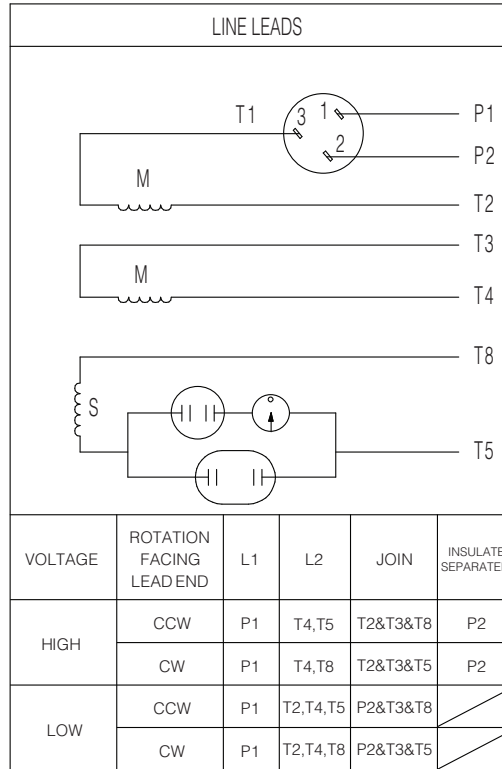 LINE LEADS
T1
3
1
2
P1
P2
M
T2
T3
M
T4
T8
S
T5
VOLTAGE
ROTATION
FACING
LEAD END
L1
L2
JOIN
INSULATE
SEPARATE
HIGH
CCW
P1
T4,T5
T2&T3&T8
P2
CW
P1
T4,T8
T2&T3&T5
P2
LOW
CCW
P1
T2,T4,T5
P2&T3&T8
CW
P1
T2,T4,T8
P2&T3&T5